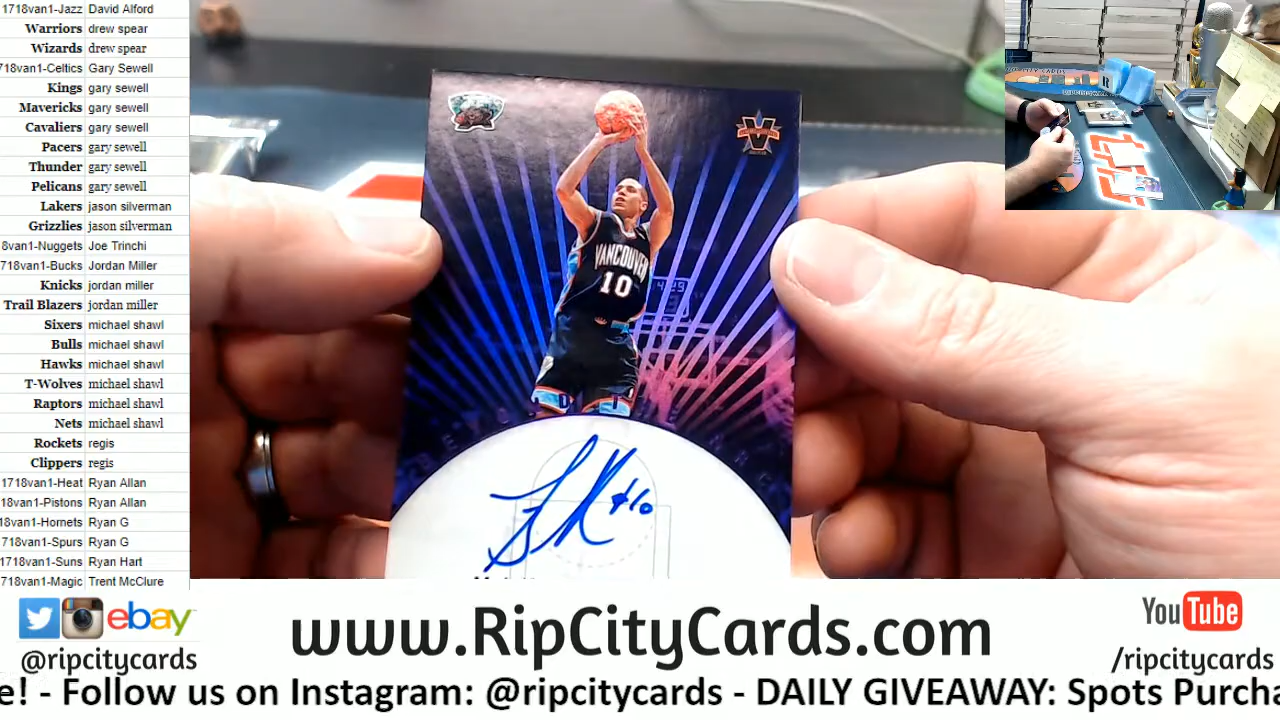 1718van1-Jazz David Alford
Warriors drew spear
Wizards drew spear
718van1-Celtics Gary Sewell
Kings gary sewell
Mavericks gary sewell
Cavaliers gary sewell
Pacers gary sewell
Thunder gary sewell
Pelicans gary sewell
Lakers jason silverman
Grizzlies jason silverman
8van1-Nuggets Joe Trinchi
718van1-Bucks Jordan Miller
Knicks jordan miller
Trail Blazers jordan miller
Sixers michael shawl
Bulls michael shawl
Hawks michael shawl
T-Wolves michael shawl
Raptors michael shawl
Nets michael shawl
Rockets regis
Clippers regis
1718van1-Heat Ryan Allan
18van1-Pistons Ryan Allan
8van1-Hornets Ryan G
718van1-Spurs Ryan G
1718van1-Suns Ryan Hart
718van1-Magic Trent McClure
VANCOUVER
10
#10
ebay
@ripcitycards
www.RipCityCards.com
YouTube
/ripcitycards
e! - Follow us on Instagram: @ripcitycards - DAILY GIVEAWAY: Spots Purcha